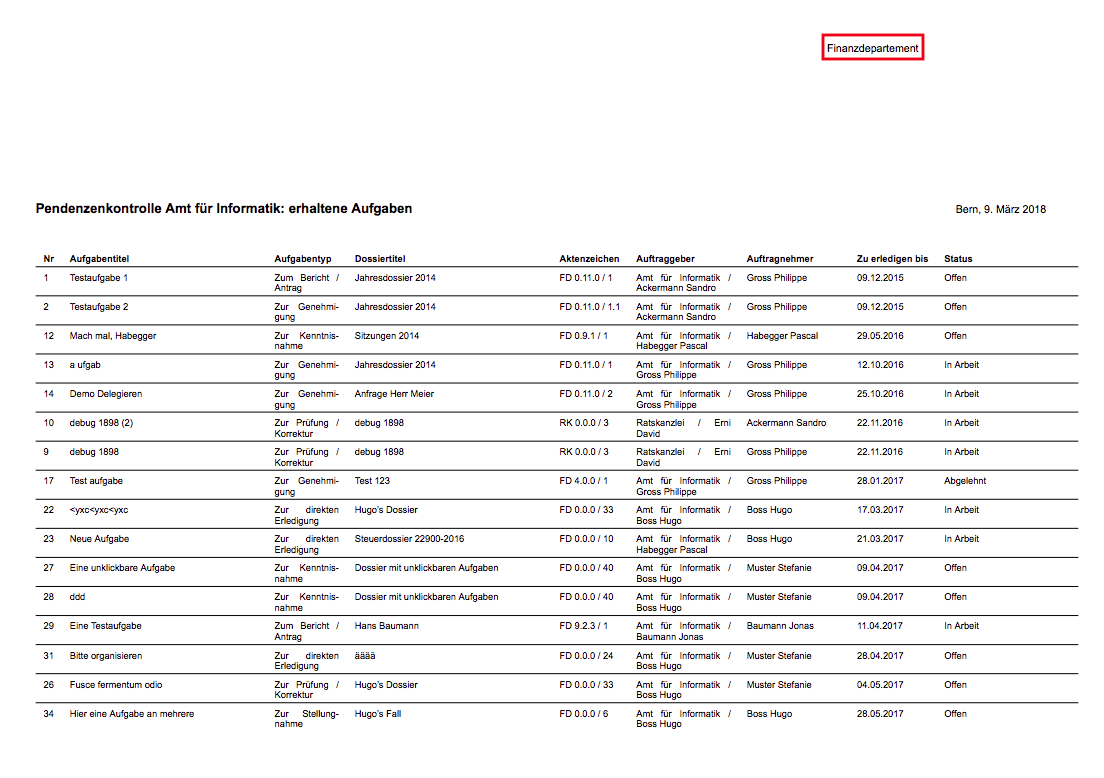 Finanzdepartement
Pendenzenkontrolle Amt für Informatik: erhaltene Aufgaben Bern, 9. März 2018
Nr Aufgabentitel Aufgabentyp Dossiertitel Aktenzeichen Auftraggeber Auftragnehmer Zu erledigen bis Status
1 Testaufgabe 1 Zum Bericht / Jahresdossier 2014 FD 0.11.0 / 1 Amt für Informatik / Gross Philippe 09.12.2015 Offen
Antrag Ackermann Sandro
2 Testaufgabe 2 Zur Genehmi- Jahresdossier 2014 FD 0.11.0 / 1.1 Amt für Informatik / Gross Philippe 09.12.2015 Offen
gung Ackermann Sandro
12 Mach mal, Habegger Zur Kenntnis- Sitzungen 2014 FD 0.9.1 / 1 Amt für Informatik / Habegger Pascal 29.05.2016 Offen
nahme Habegger Pascal
13 a ufgab Zur Genehmi- Jahresdossier 2014 FD 0.11.0 / 1 Amt für Informatik / Gross Philippe 12.10.2016 In Arbeit
gung Gross Philippe
14 Demo Delegieren Zur Genehmi- Anfrage Herr Meier FD 0.11.0 / 2 Amt für Informatik / Gross Philippe 25.10.2016 In Arbeit
gung Gross Philippe
10 debug 1898 (2) Zur Prüfung / debug 1898 RK 0.0.0 / 3 Ratskanzlei / Erni Ackermann Sandro 22.11.2016 In Arbeit
Korrektur David
9 debug 1898 Zur Prüfung / debug 1898 RK 0.0.0 / 3 Ratskanzlei / Erni Gross Philippe 22.11.2016 In Arbeit
Korrektur David
17 Test aufgabe Zur Genehmi- Test 123 FD 4.0.0 / 1 Amt für Informatik / Gross Philippe 28.01.2017 Abgelehnt
gung Gross Philippe
22 <yxc<yxc<yxc Zur direkten Hugo's Dossier FD 0.0.0 / 33 Amt für Informatik / Boss Hugo 17.03.2017 In Arbeit
Erledigung Boss Hugo
23 Neue Aufgabe Zur direkten Steuerdossier 22900-2016 FD 0.0.0 / 10 Amt für Informatik / Boss Hugo 21.03.2017 In Arbeit
Erledigung Habegger Pascal
27 Eine unklickbare Aufgabe Zur Kenntnis- Dossier mit unklickbaren Aufgaben FD 0.0.0 / 40 Amt für Informatik / Muster Stefanie 09.04.2017 Offen
nahme Boss Hugo
28 ddd Zur Kenntnis- Dossier mit unklickbaren Aufgaben FD 0.0.0 / 40 Amt für Informatik / Muster Stefanie 09.04.2017 Offen
nahme Boss Hugo
29 Eine Testaufgabe Zum Bericht / Hans Baumann FD 9.2.3 / 1 Amt für Informatik / Baumann Jonas 11.04.2017 In Arbeit
Antrag Baumann Jonas
31 Bitte organisieren Zur direkten ääää FD 0.0.0 / 24 Amt für Informatik / Muster Stefanie 28.04.2017 Offen
Erledigung Boss Hugo
26 Fusce fermentum odio Zur Prüfung / Hugo's Dossier FD 0.0.0 / 33 Amt für Informatik / Muster Stefanie 04.05.2017 Offen
Korrektur Boss Hugo
34 Hier eine Aufgabe an mehrere Zur Stellung- Hugo's Fall FD 0.0.0 / 6 Amt für Informatik / Boss Hugo 28.05.2017 Offen
nahme Boss Hugo